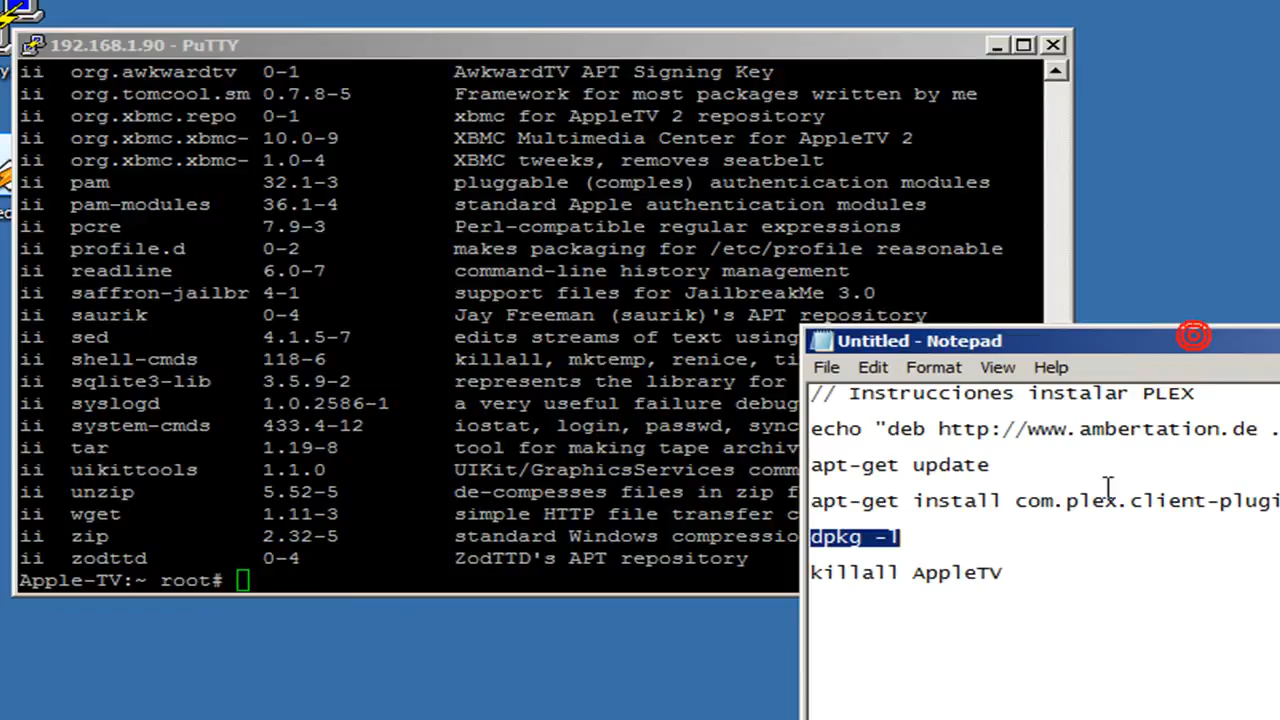 192.168.1.90 - PuTTY
ii org.awkwardtv 0-1 AwkwardTV APT Signing Key
ii org.tomcool.sm 0.7.8-5 Framework for most packages written by me
ii org.xbmc.repo 0-1 xbmc for AppleTV 2 repository
ii org.xbmc.xbmc- 10.0-9 XBMC Multimedia Center for AppleTV 2
ii org.xbmc.xbmc- 1.0-4 XBMC tweeks, removes seatbelt
ii pam 32.1-3 pluggable (comples) authentication modules
ii pam-modules 36.1-4 standard Apple authentication modules
ii pcre 7.9-3 Perl-compatible regular expressions
ii profile.d 0-2 makes packaging for /etc/profile reasonable
ii readline 6.0-7 command-line history management
ii saffron-jailbr 4-1 support files for JailbreakMe 3.0
ii saurik 0-4 Jay Freeman (saurik)'s APT repository
ii sed 4.1.5-7 edits streams of text using
ii shell-cmds 118-6 killall, mktemp, renice, ti
ii sqlite3-lib 3.5.9-2 represents the library for
ii syslogd 1.0.2586-1 a very useful failure debug
ii system-cmds 433.4-12 iostat, login, passwd, sync
ii tar 1.19-8 tool for making tape archiv
ii uikittools 1.1.0 UIKit/GraphicsServices comm
ii unzip 5.52-5 de-compesses files in zip f
ii wget 1.11-3 simple HTTP file transfer c
ii zip 2.32-5 standard Windows compressio
ii zodttd 0-4 ZodTTD's APT repository
Apple-TV:~ root#
Untitled - Notepad
File Edit Format View Help
// Instrucciones instalar PLEX
echo "deb http://www.ambertation.de .
apt-get update
apt-get install com.plex.client-plugi
dpkg -l
killall AppleTV